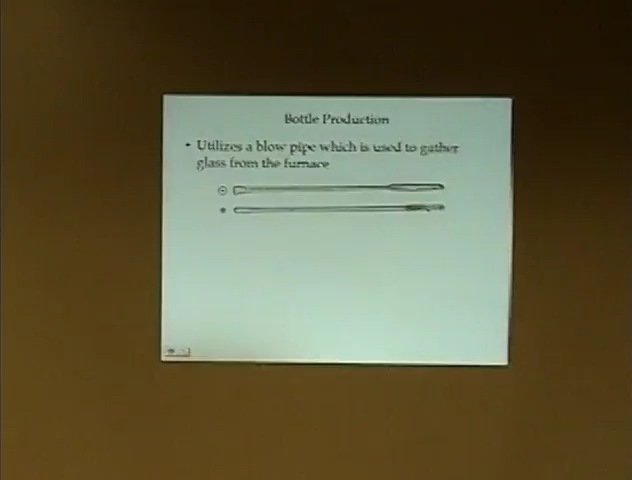 Bottle Production
• Utilizes a blow pipe which is used to gather
glass from the furnace